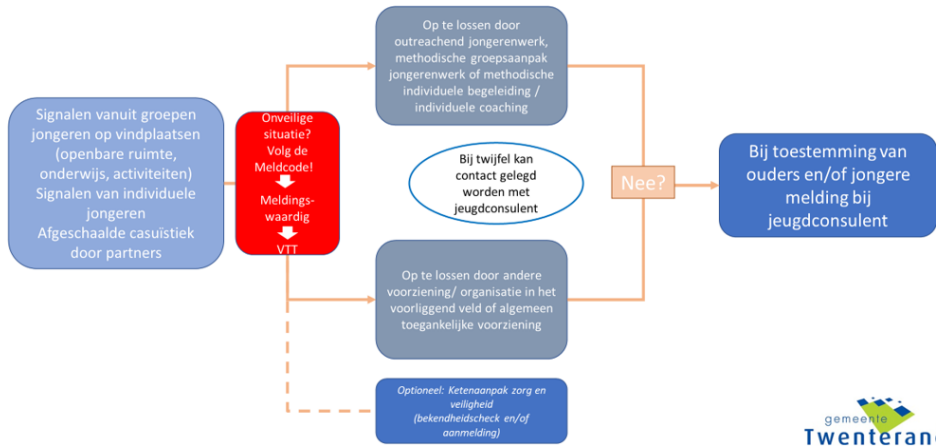 Signalen vanuit groepen
jongeren op vindplaatsen
(openbare ruimte,
onderwijs, activiteiten)
Signalen van individuele
jongeren
Afgeschaalde casuïstiek
door partners
Onveilige
situatie?
Volg de
Meldcode!
Meldings-
waardig
VTT
Op te lossen door
outreachend jongerenwerk,
methodische groepsaanpak
jongerenwerk of methodische
individuele begeleiding /
individuele coaching
Bij twijfel kan
contact gelegd
worden met
jeugdconsulent
Op te lossen door andere
voorziening/ organisatie in het
voorliggend veld of algemeen
toegankelijke voorziening
Optioneel: Ketenaanpak zorg en
veiligheid
(bekendheidscheck en/of
aanmelding)
Nee?
Bij toestemming van
ouders en/of jongere
melding bij
jeugdconsulent
gemeente
Twenteran